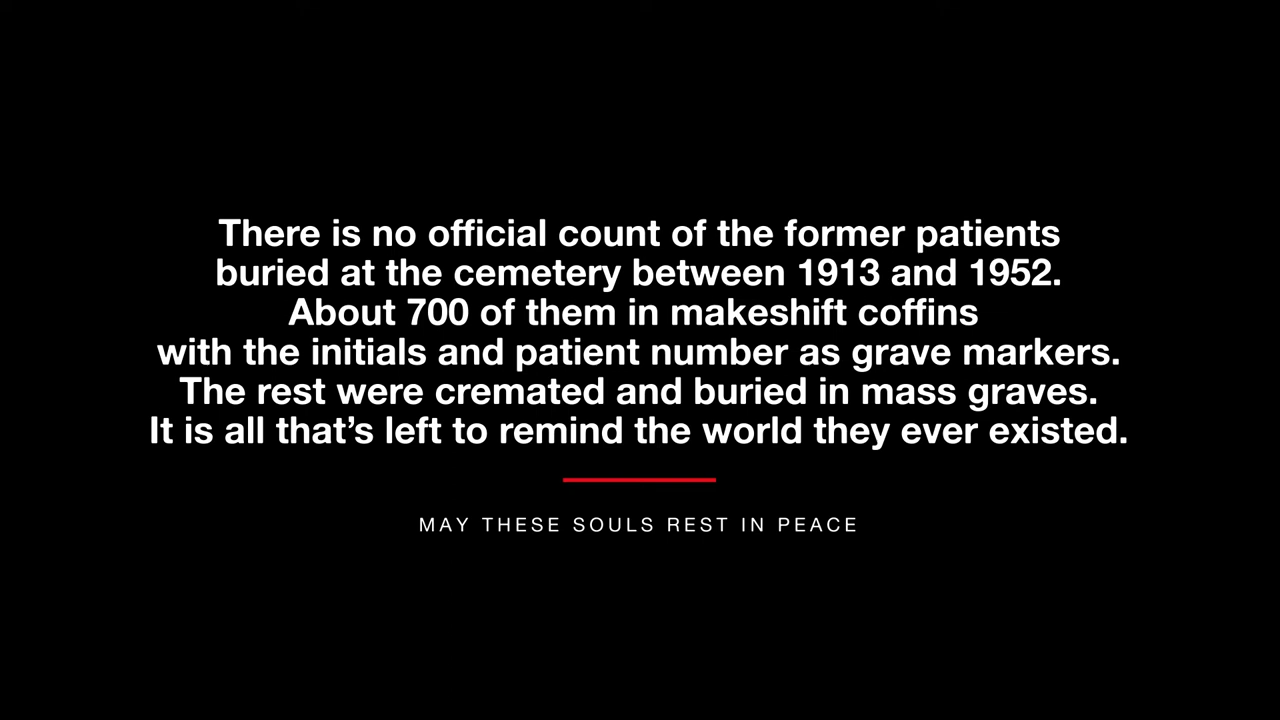 There is no official count of the former patients
buried at the cemetery between 1913 and 1952.
About 700 of them in makeshift coffins
with the initials and patient number as grave markers.
The rest were cremated and buried in mass graves.
It is all that’s left to remind the world they ever existed.
MAY THESE SOULS REST IN PEACE